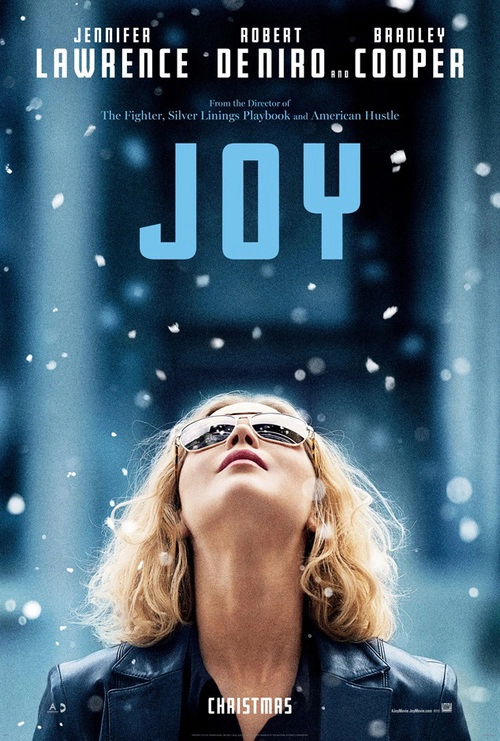 JENNIFER ROBERT BRADLEY
LAWRENCE DE NIRO AND COOPER
From the Director of
The Fighter, Silver Linings Playbook and American Hustle
JOY
CHRISTMAS